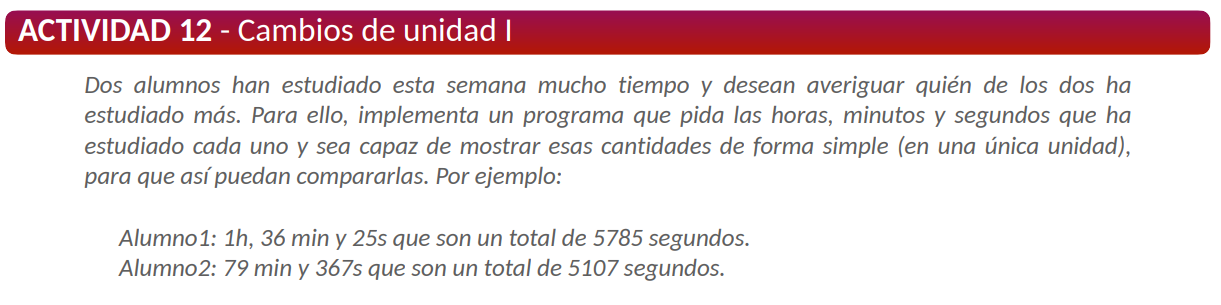 ACTIVIDAD 12 - Cambios de unidad I
Dos alumnos han estudiado esta semana mucho tiempo y desean averiguar quién de los dos ha
estudiado más. Para ello, implementa un programa que pida las horas, minutos y segundos que ha
estudiado cada uno y sea capaz de mostrar esas cantidades de forma simple (en una única unidad),
para que así puedan compararlas. Por ejemplo:
Alumno1: 1h, 36 min y 25s que son un total de 5785 segundos.
Alumno2: 79 min y 367s que son un total de 5107 segundos.